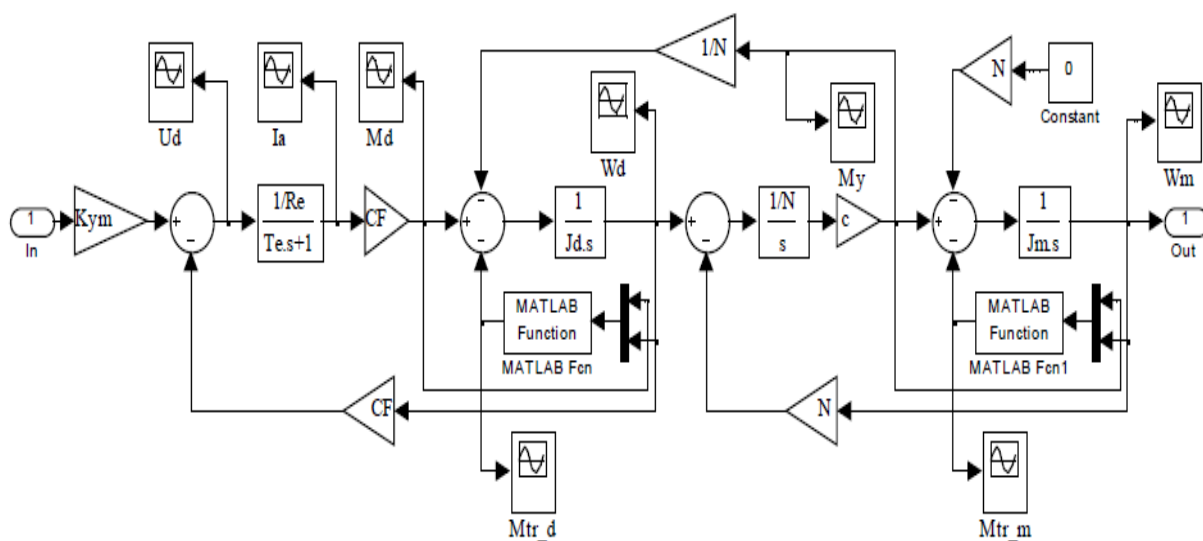 1/N
N
0
Constant
Ud
Ia
Md
Wd
My
Wm
1
In
Kym
+
-
1/Re
Te.s+1
CF
-
+
-
1
Jd.s
+
-
1/N
s
c
-
+
-
1
Jm.s
1
Out
MATLAB
Function
MATLAB Fcn
MATLAB
Function
MATLAB Fcn1
CF
N
Mtr_d
Mtr_m